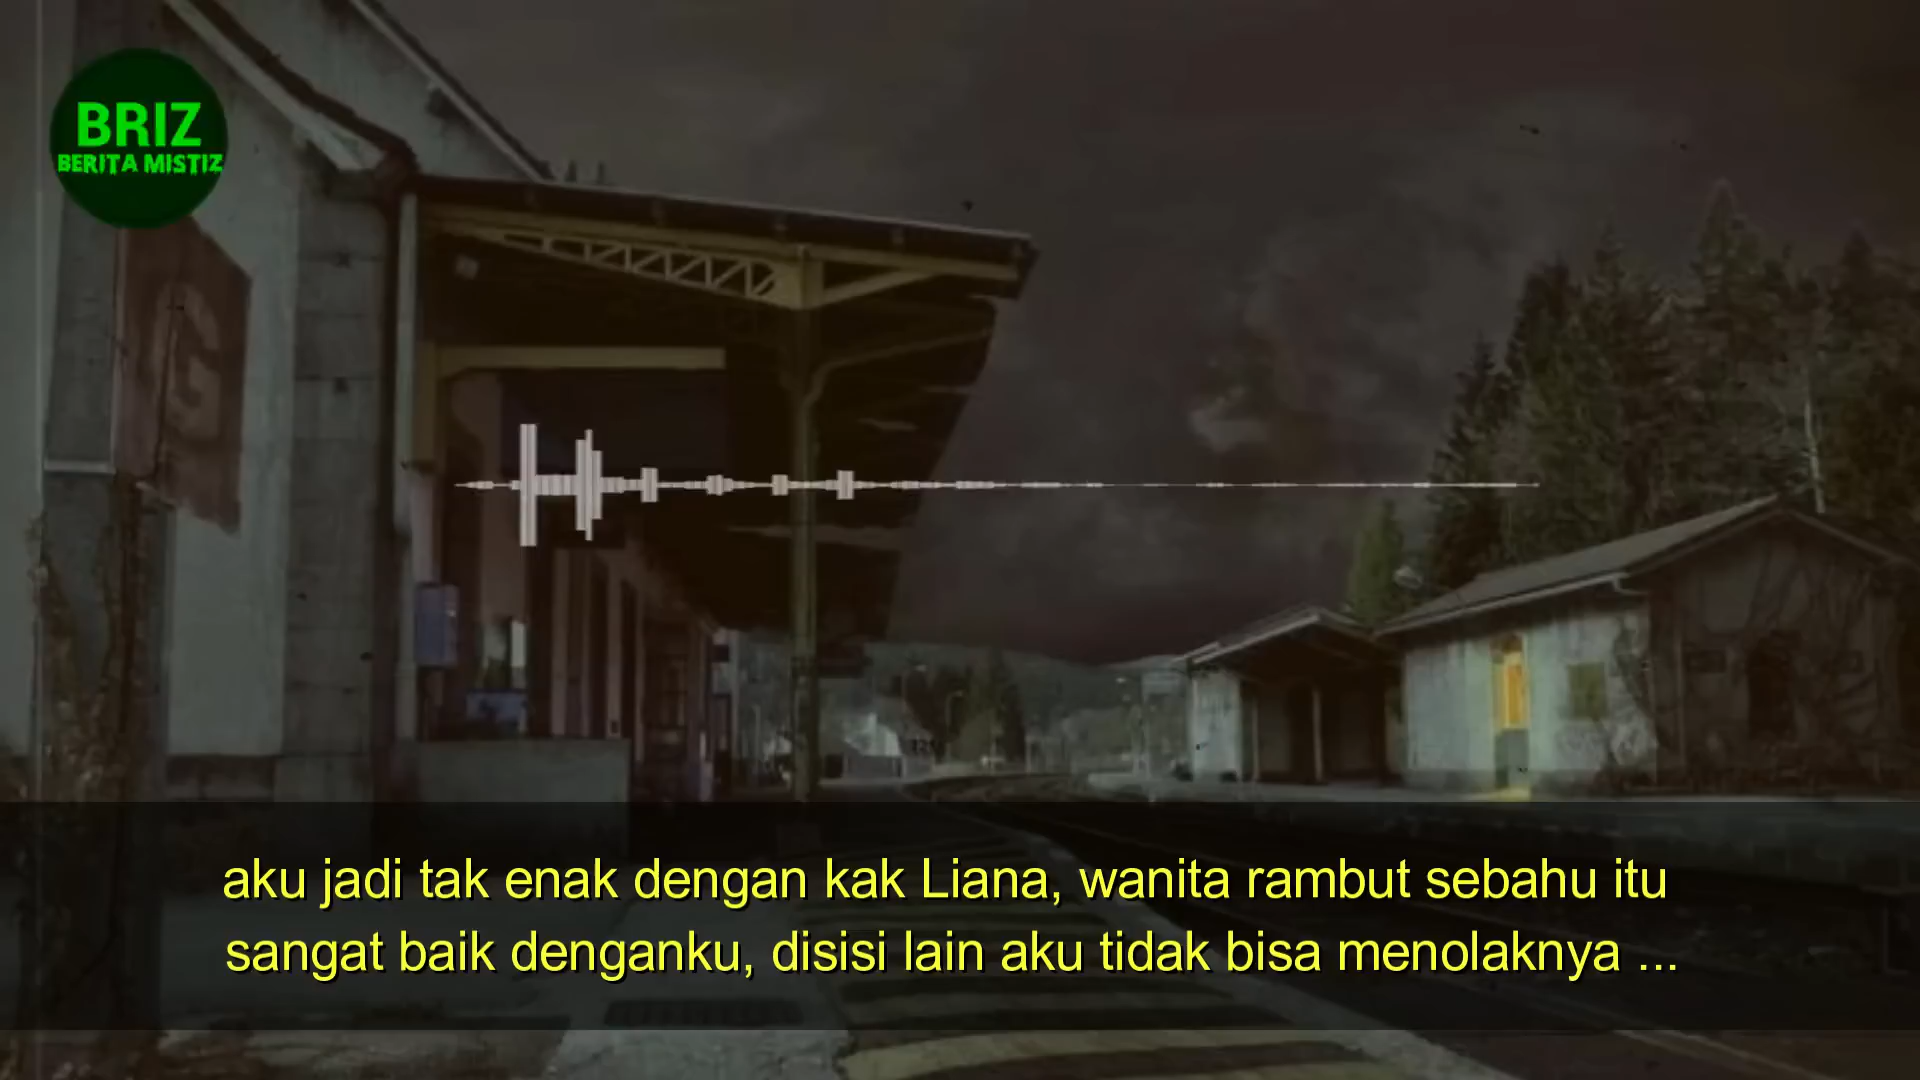 BRIZ
BERITA MISTIZ
G
aku jadi tak enak dengan kak Liana, wanita rambut sebahu itu
sangat baik denganku, disisi lain aku tidak bisa menolaknya ...